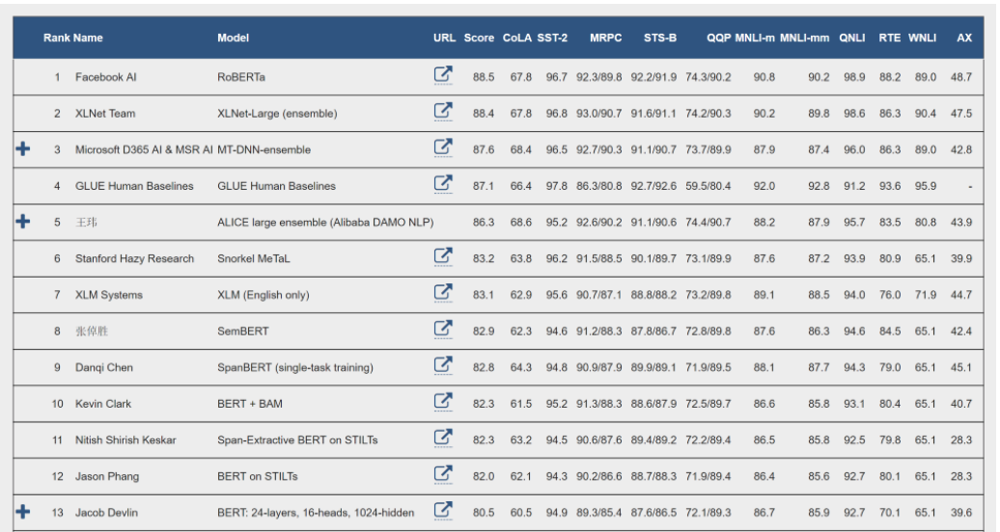 Rank Name Model URL Score CoLA SST-2 MRPC STS-B QQP MNLI-m MNLI-mm QNLI RTE WNLI AX
1 Facebook AI RoBERTa 88.5 67.8 96.7 92.3/89.8 92.2/91.9 74.3/90.2 90.8 90.2 98.9 88.2 89.0 48.7
2 XLNet Team XLNet-Large (ensemble) 88.4 67.8 96.8 93.0/90.7 91.6/91.1 74.2/90.3 90.2 89.8 98.6 86.3 90.4 47.5
3 Microsoft D365 AI & MSR AI MT-DNN-ensemble 87.6 68.4 96.5 92.7/90.3 91.1/90.7 73.7/89.9 87.9 87.4 96.0 86.3 89.0 42.8
4 GLUE Human Baselines GLUE Human Baselines 87.1 66.4 97.8 86.3/80.8 92.7/92.6 59.5/80.4 92.0 92.8 91.2 93.6 95.9 -
5 王玮 ALICE large ensemble (Alibaba DAMO NLP) 86.3 68.6 95.2 92.6/90.2 91.1/90.6 74.4/90.7 88.2 87.9 95.7 83.5 80.8 43.9
6 Stanford Hazy Research Snorkel MeTaL 83.2 63.8 96.2 91.5/88.5 90.1/89.7 73.1/89.9 87.6 87.2 93.9 80.9 65.1 39.9
7 XLM Systems XLM (English only) 83.1 62.9 95.6 90.7/87.1 88.8/88.2 73.2/89.8 89.1 88.5 94.0 76.0 71.9 44.7
8 张倬胜 SemBERT 82.9 62.3 94.6 91.2/88.3 87.8/86.7 72.8/89.8 87.6 86.3 94.6 84.5 65.1 42.4
9 Danqi Chen SpanBERT (single-task training) 82.8 64.3 94.8 90.9/87.9 89.9/89.1 71.9/89.5 88.1 87.7 94.3 79.0 65.1 45.1
10 Kevin Clark BERT + BAM 82.3 61.5 95.2 91.3/88.3 88.6/87.9 72.5/89.7 86.6 85.8 93.1 80.4 65.1 40.7
11 Nitish Shirish Keskar Span-Extractive BERT on STILTs 82.3 63.2 94.5 90.6/87.6 89.4/89.2 72.2/89.4 86.5 85.8 92.5 79.8 65.1 28.3
12 Jason Phang BERT on STILTs 82.0 62.1 94.3 90.2/86.6 88.7/88.3 71.9/89.4 86.4 85.6 92.7 80.1 65.1 28.3
13 Jacob Devlin BERT: 24-layers, 16-heads, 1024-hidden 80.5 60.5 94.9 89.3/85.4 87.6/86.5 72.1/89.3 86.7 85.9 92.7 70.1 65.1 39.6